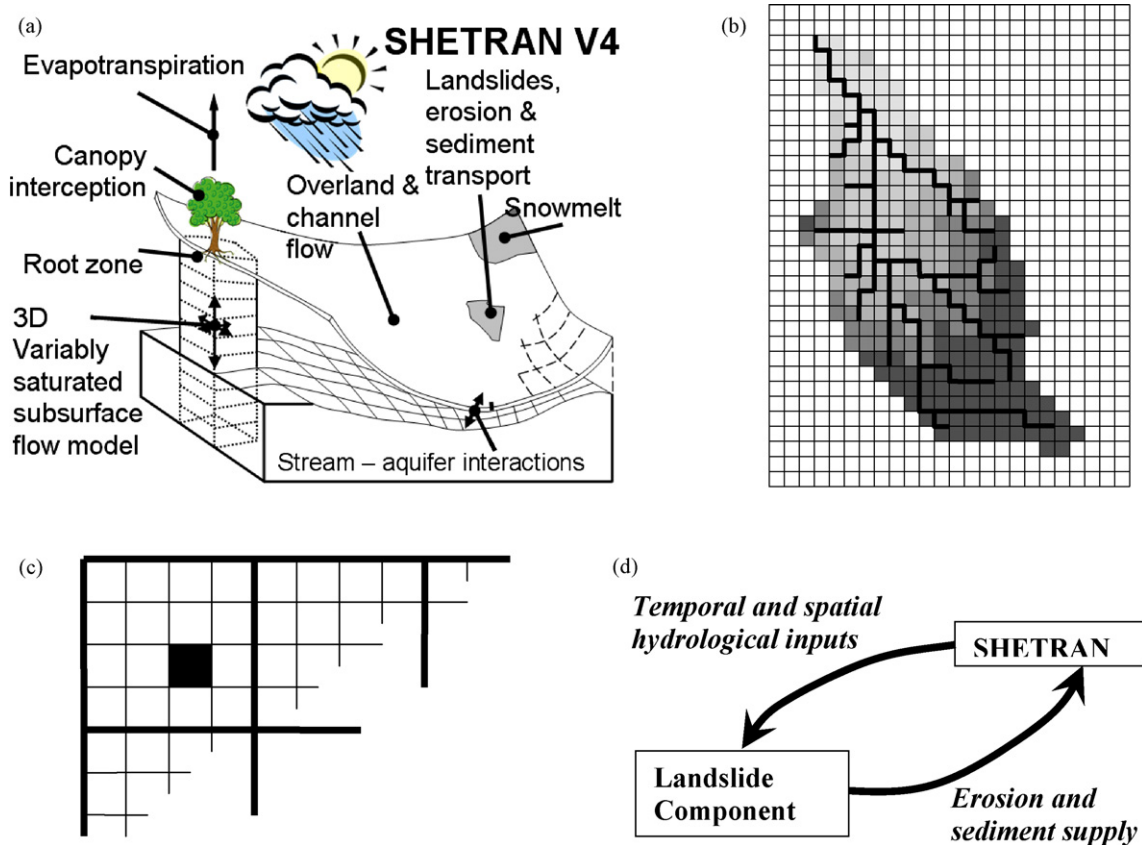 (a)
SHETRAN V4
Evapotranspiration
Landslides,
erosion &
sediment
transport
Canopy
interception
Overland &
channel
flow
Snowmelt
Root zone
3D
Variably
saturated
subsurface
flow model
Stream – aquifer interactions
(b)
(c)
(d)
Temporal and spatial
hydrological inputs
SHETRAN
Landslide
Component
Erosion and
sediment supply